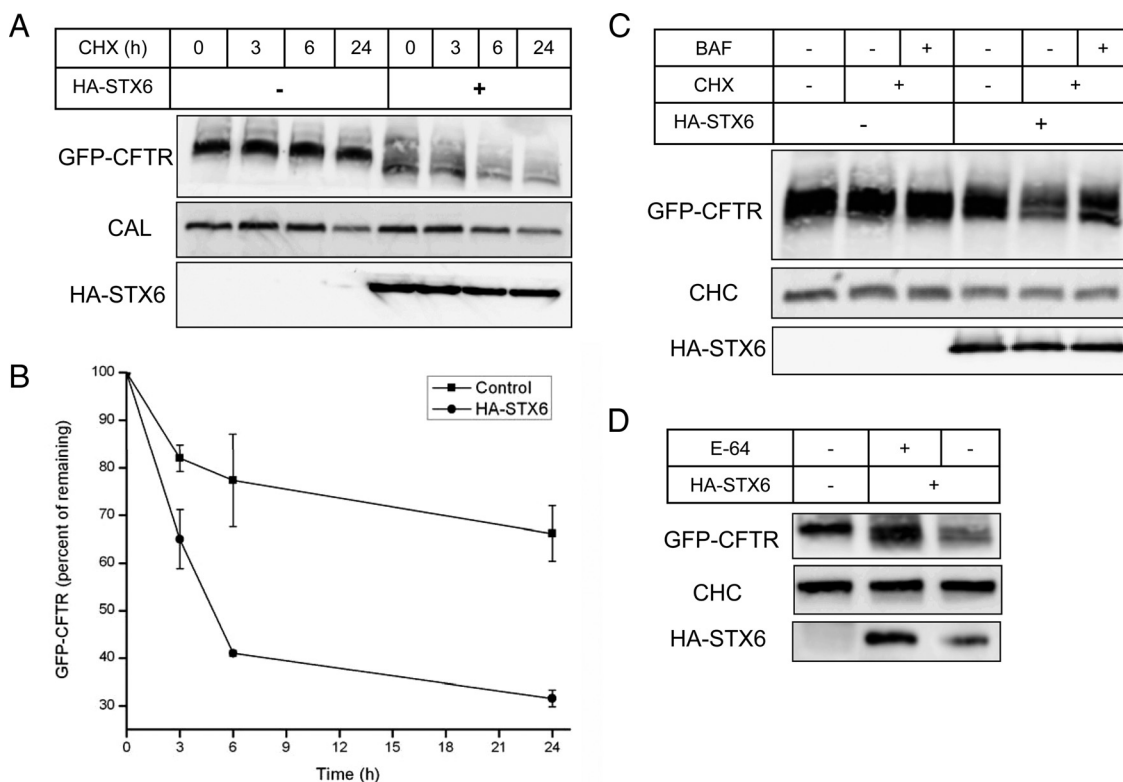 A
CHX (h) 0 3 6 24 0 3 6 24
HA-STX6 - +
GFP-CFTR
CAL
HA-STX6
B
GFP-CFTR (percent of remaining)
100
90
80
70
60
50
40
30
Control
HA-STX6
0 3 6 9 12 15 18 21 24
Time (h)
C
BAF - - + - - +
CHX - + - +
HA-STX6 - +
GFP-CFTR
CHC
HA-STX6
D
E-64 - + -
HA-STX6 - +
GFP-CFTR
CHC
HA-STX6